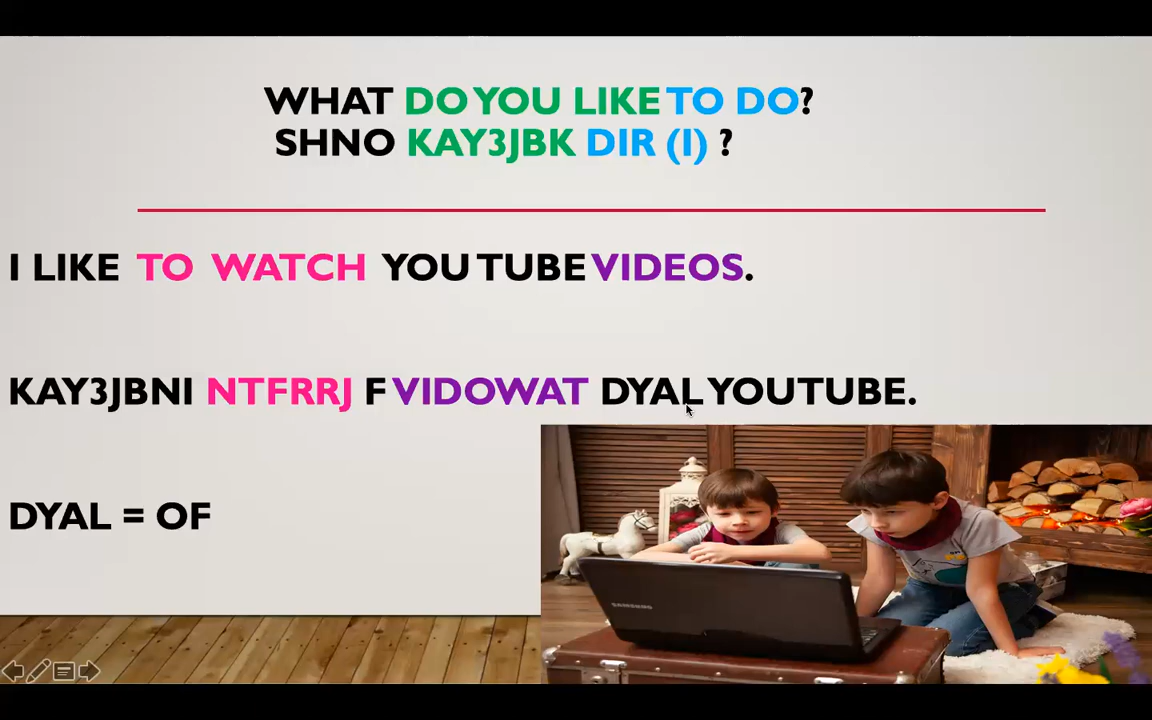 WHAT DO YOU LIKE TO DO?
SHNO KAY3JBK DIR (I) ?
I LIKE TO WATCH YOU TUBE VIDEOS.
KAY3JBNI NTFRRJ F VIDOWAT DYAL YOUTUBE.
DYAL = OF
SAMSUNG